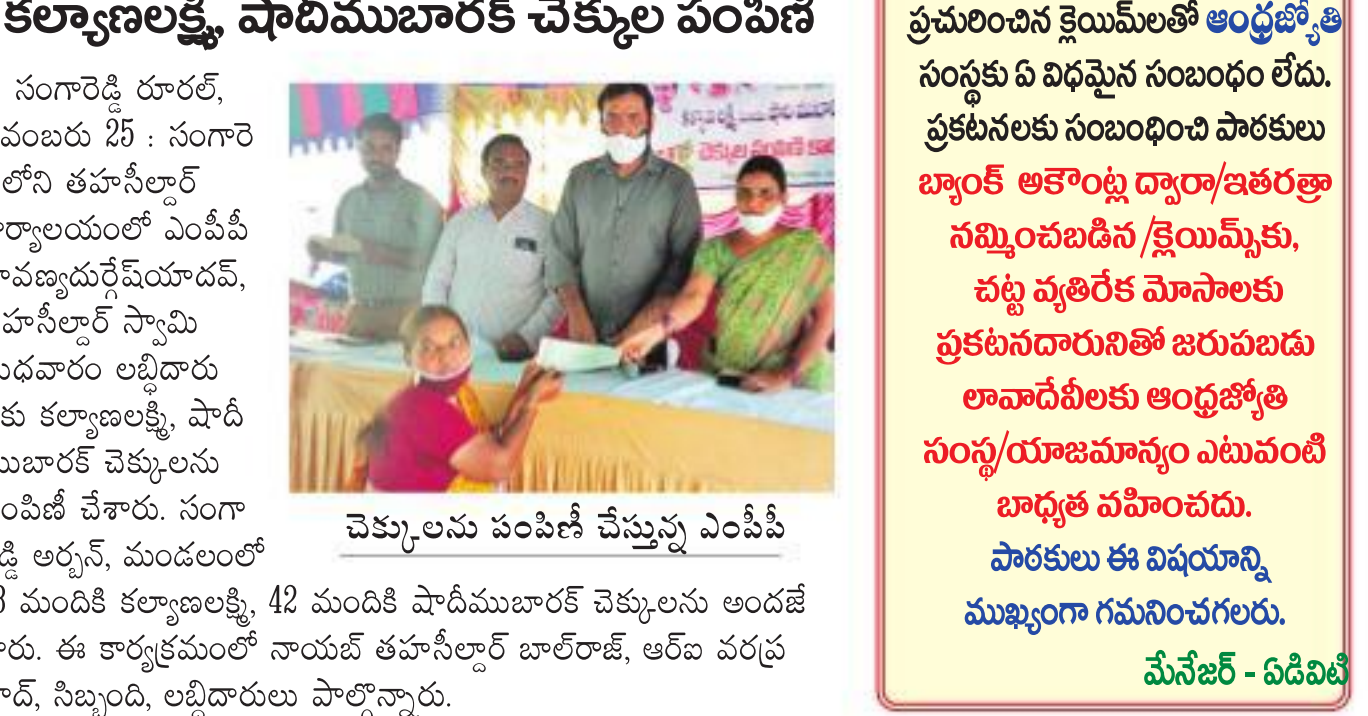 కల్యాణలక్ష్మి, షాదీముబారక్ చెక్కుల పంపిణీ
సంగారెడ్డి రూరల్,
వంబరు 25 : సంగారె
లోని తహసీల్దార్
ర్యాలయంలో ఎంపీపీ
వణ్యదుర్గేష్‌యాదవ్,
హసీల్దార్ స్వామి
ధవారం లబ్ధిదారు
కు కల్యాణలక్ష్మి, షాదీ
ముబారక్ చెక్కులను
ంపిణీ చేశారు. సంగా
డ్డి అర్బన్, మండలంలో
3 మందికి కల్యాణలక్ష్మి, 42 మందికి షాదీముబారక్ చెక్కులను అందజే
రు. ఈ కార్యక్రమంలో నాయబ్ తహసీల్దార్ బాల్‌రాజ్, ఆర్ఐ వరప్ర
ద్, సిబ్బంది, లబ్ధిదారులు పాల్గొన్నారు.
చెక్కులను పంపిణీ చేస్తున్న ఎంపీపీ
చెక్కుల పంపిణీ
ప్రచురించిన క్లెయిమ్‌లతో ఆంధ్రజ్యోతి
సంస్థకు ఏ విధమైన సంబంధం లేదు.
ప్రకటనలకు సంబంధించి పాఠకులు
బ్యాంక్ అకౌంట్ల ద్వారా/ఇతరత్రా
నమ్మించబడిన /క్లెయిమ్స్‌కు,
చట్ట వ్యతిరేక మోసాలకు
ప్రకటనదారునితో జరుపబడు
లావాదేవీలకు ఆంధ్రజ్యోతి
సంస్థ/యాజమాన్యం ఎటువంటి
బాధ్యత వహించదు.
పాఠకులు ఈ విషయాన్ని
ముఖ్యంగా గమనించగలరు.
మేనేజర్ - ఏడివిటి